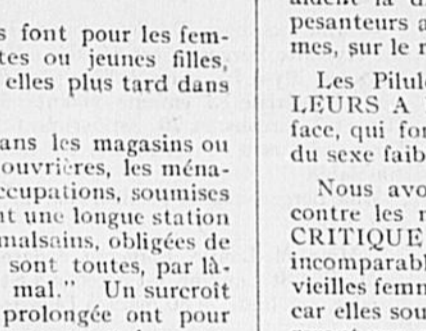 s font pour les fem-
tes ou jeunes filles,
elles plus tard dans
ans les magasins ou
ouvrières, les ména-
ccupations, soumises
nt une longue station
malsains, obligées de
sont toutes, par là-
mal." Un surcroît
prolongée ont pour
pesanteurs a
mes, sur le r
Les Pilul
LEURS A
face, qui for
du sexe faib
Nous avo
contre les r
CRITIQUE
incomparabl
vieilles femn
car elles sou